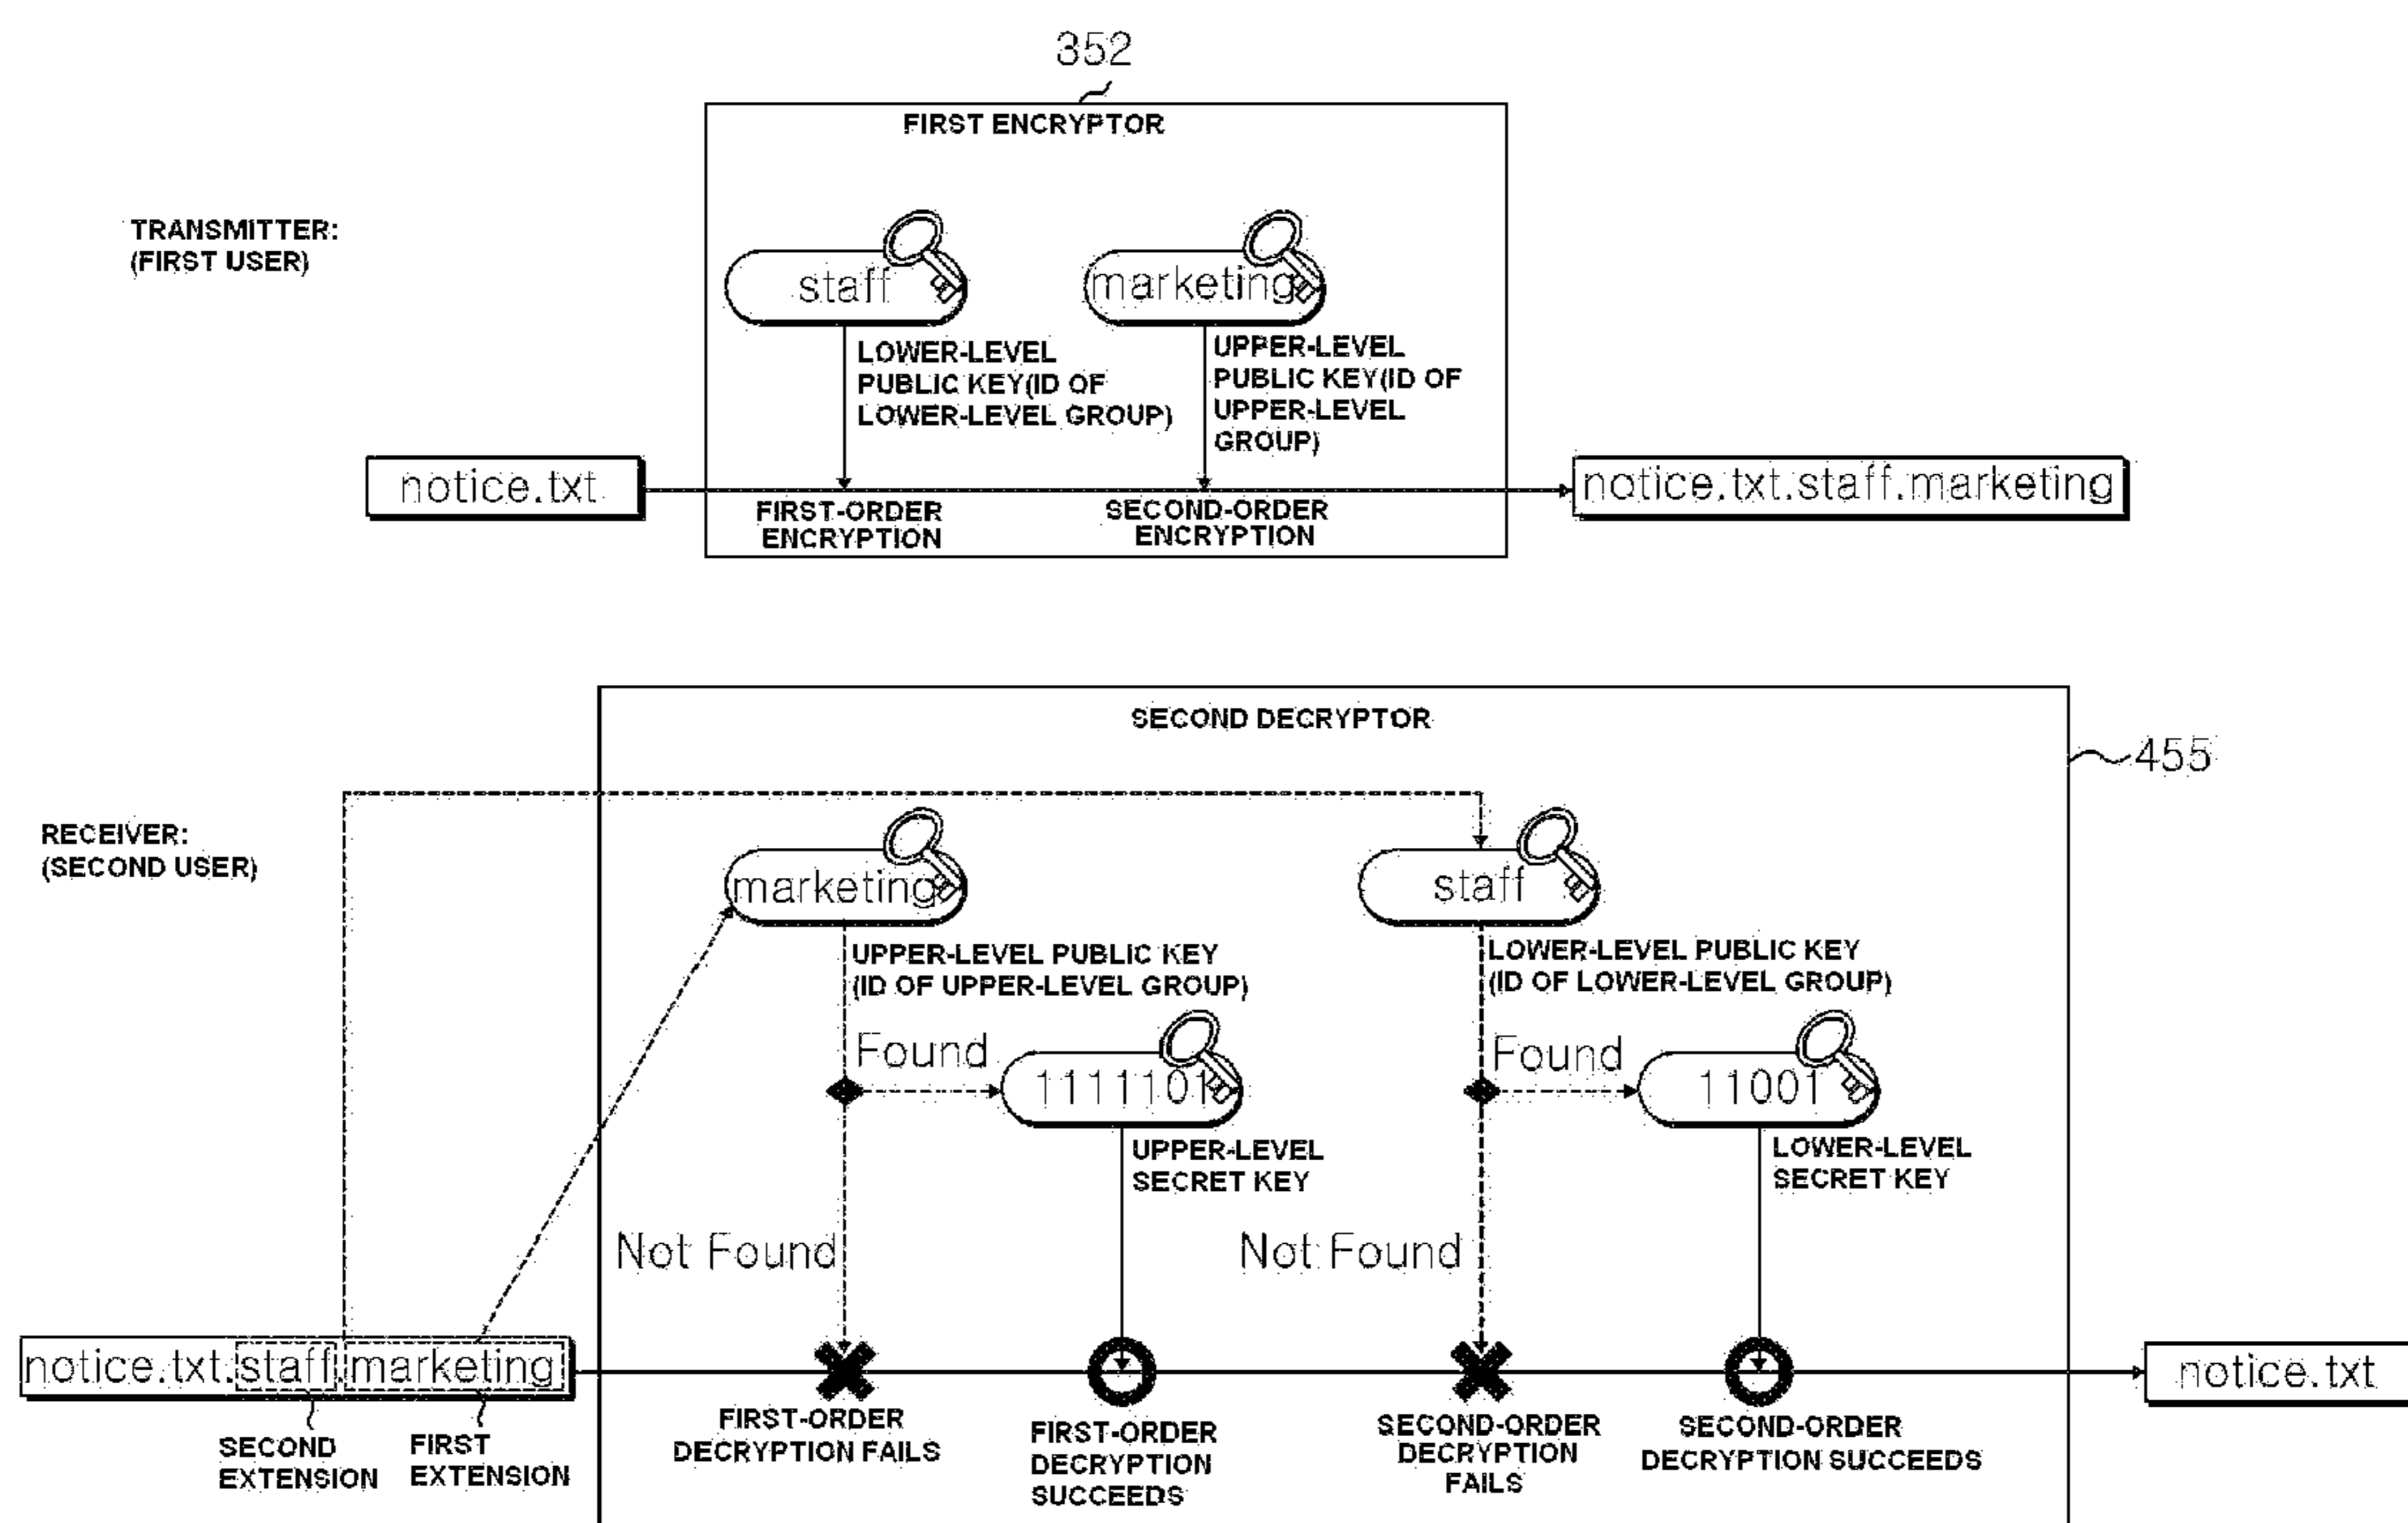 352
FIRST ENCRYPTOR
TRANSMITTER:
(FIRST USER)
staff
marketing
LOWER-LEVEL
PUBLIC KEY(ID OF
LOWER-LEVEL GROUP)
UPPER-LEVEL
PUBLIC KEY(ID OF
UPPER-LEVEL
GROUP)
notice.txt
FIRST-ORDER
ENCRYPTION
SECOND-ORDER
ENCRYPTION
notice.txt.staff.marketing
SECOND DECRYPTOR
455
RECEIVER:
(SECOND USER)
marketing
staff
UPPER-LEVEL PUBLIC KEY
(ID OF UPPER-LEVEL GROUP)
LOWER-LEVEL PUBLIC KEY
(ID OF LOWER-LEVEL GROUP)
Found
1111101
Found
11001
UPPER-LEVEL
SECRET KEY
LOWER-LEVEL
SECRET KEY
Not Found
Not Found
notice.txt.staff.marketing
notice.txt
SECOND
EXTENSION
FIRST
EXTENSION
FIRST-ORDER
DECRYPTION FAILS
FIRST-ORDER
DECRYPTION
SUCCEEDS
SECOND-ORDER
DECRYPTION
FAILS
SECOND-ORDER
DECRYPTION SUCCEEDS